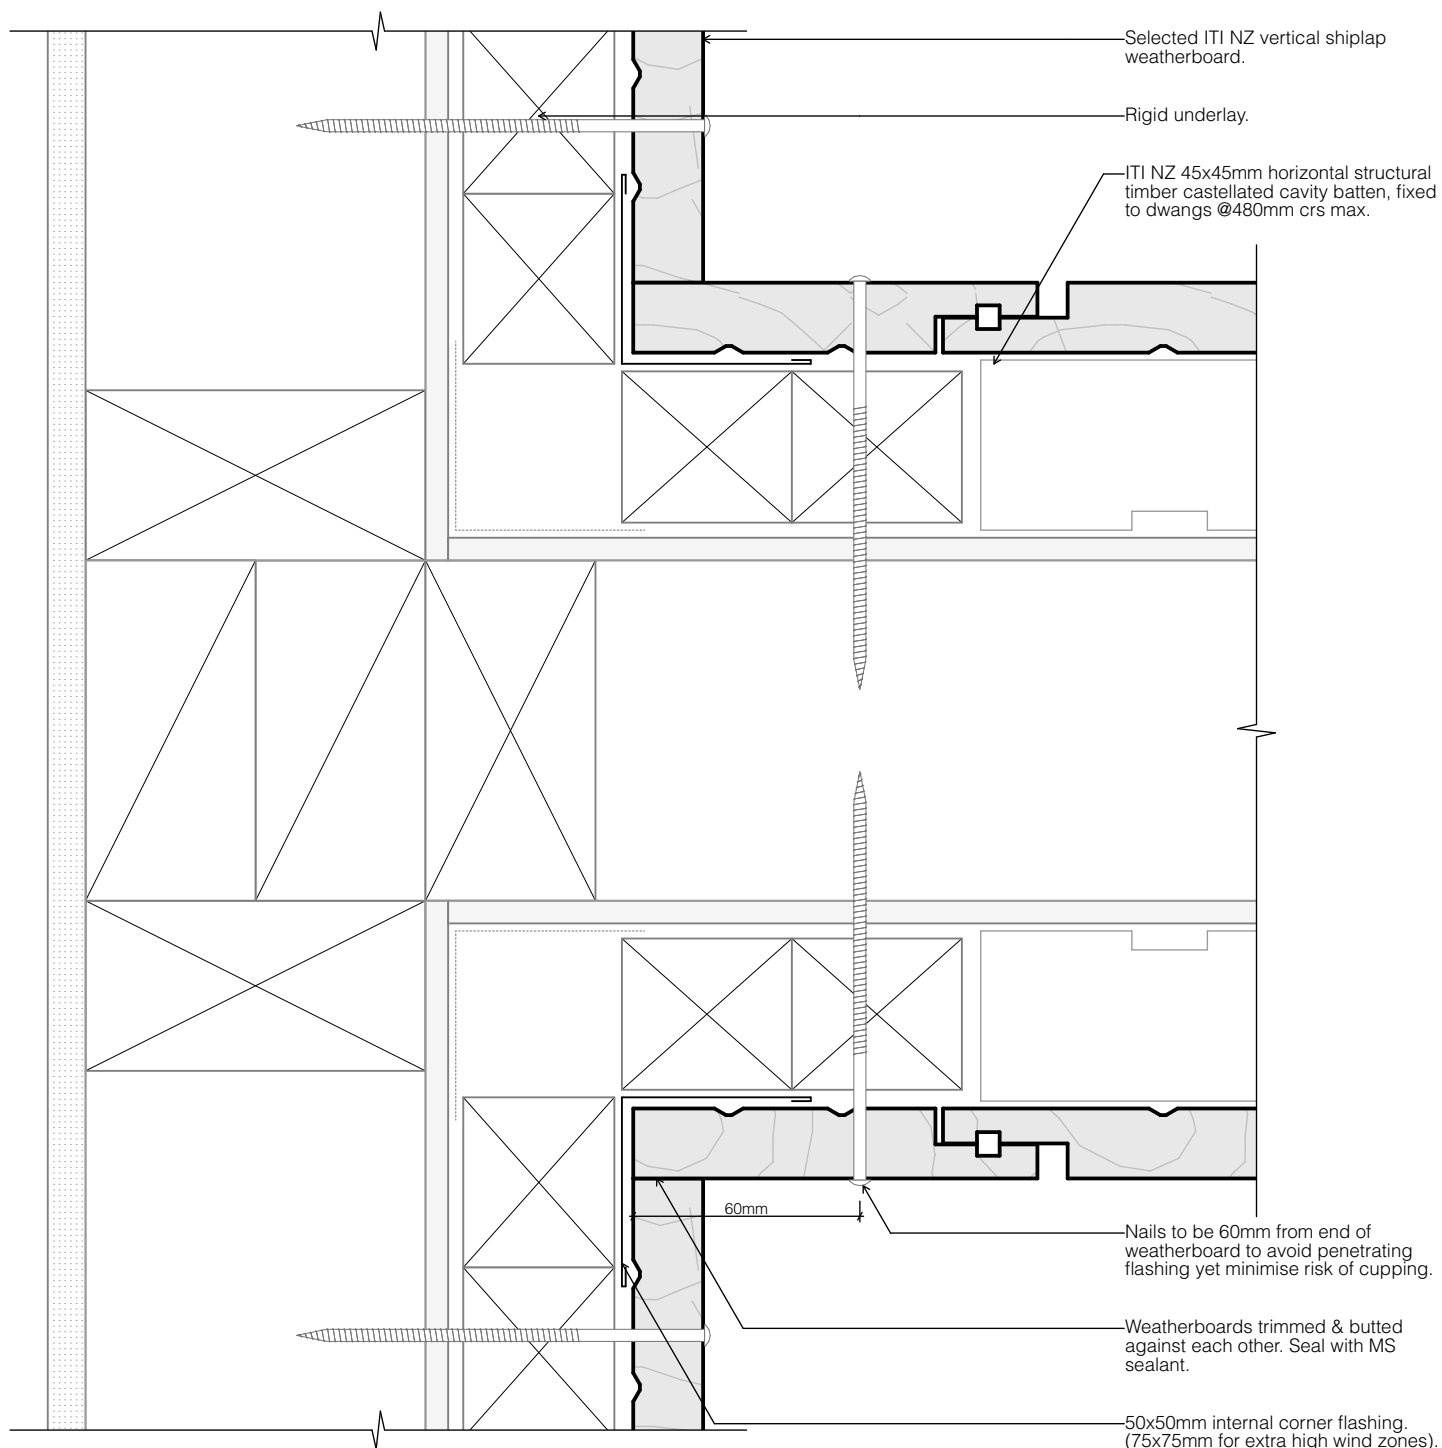 Selected ITI NZ vertical shiplap
weatherboard.
Rigid underlay.
ITI NZ 45x45mm horizontal structural
timber castellated cavity batten, fixed
to dwangs @480mm crs max.
60mm
Nails to be 60mm from end of
weatherboard to avoid penetrating
flashing yet minimise risk of cupping.
Weatherboards trimmed & butted
against each other. Seal with MS
sealant.
50x50mm internal corner flashing.
(75x75mm for extra high wind zones).